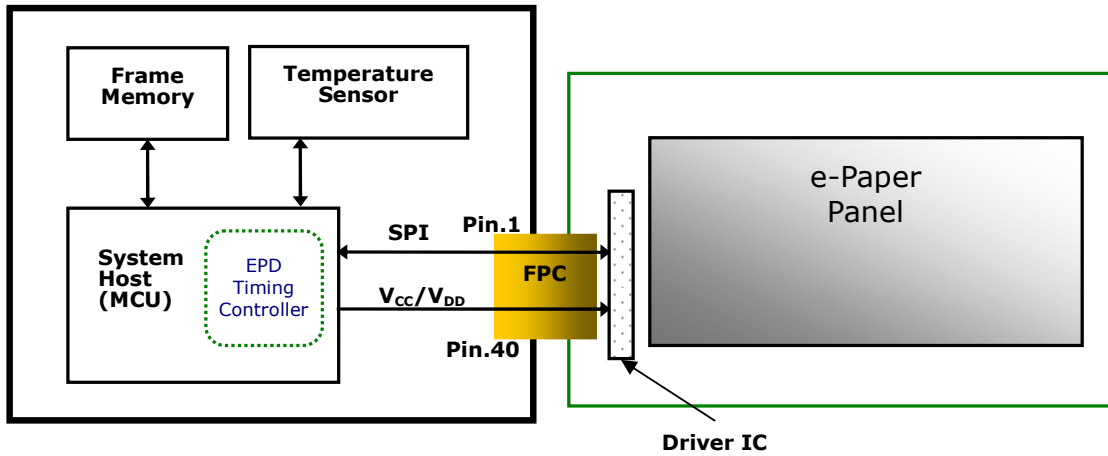 Frame
Memory
Temperature
Sensor
System
Host
(MCU)
EPD
Timing
Controller
SPI
VCC/VDD
Pin.1
FPC
Pin.40
e-Paper
Panel
Driver IC